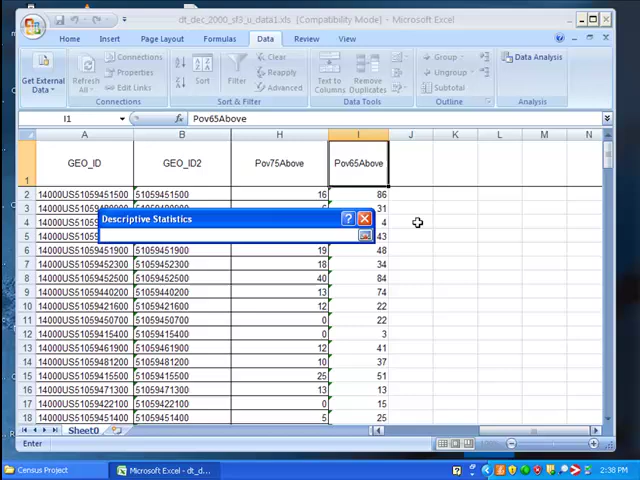 dt_dec_2000_sf3_u_data1.xls [Compatibility Mode] - Microsoft Excel
Home Insert Page Layout Formulas Data Review View
Get External Data
Refresh All
Connections
Properties
Edit Links
Connections
Sort
Filter
Clear
Reapply
Advanced
Sort & Filter
Text to Columns
Remove Duplicates
Data Tools
Group
Ungroup
Subtotal
Outline
Data Analysis
Analysis
I1 fx Pov65Above
A B H I J K L M N
1 GEO_ID GEO_ID2 Pov75Above Pov65Above
2 14000US51059451500 51059451500 16 86
3 31
Descriptive Statistics
4 4
5 43
6 14000US51059451900 51059451900 19 48
7 14000US51059452300 51059452300 18 34
8 14000US51059452500 51059452500 40 84
9 14000US51059440200 51059440200 13 74
10 14000US51059421600 51059421600 12 22
11 14000US51059450700 51059450700 0 22
12 14000US51059415400 51059415400 0 3
13 14000US51059461900 51059461900 12 41
14 14000US51059481200 51059481200 10 37
15 14000US51059415500 51059415500 25 51
16 14000US51059471300 51059471300 13 13
17 14000US51059422100 51059422100 0 15
18 14000US51059451400 51059451400 5 25
Sheet0
Enter
Census Project Microsoft Excel - dt_d... 2:38 PM